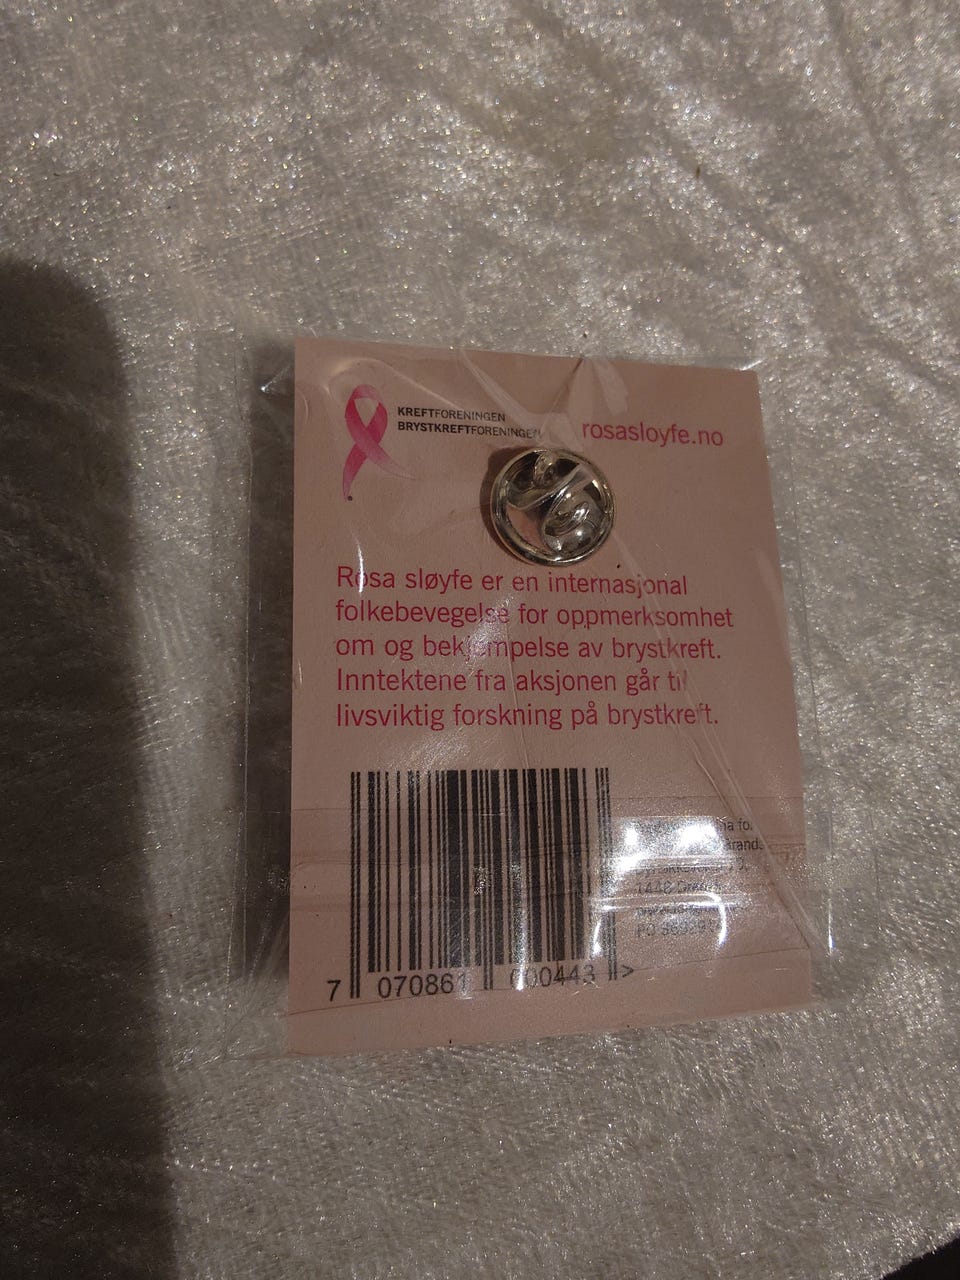 KREFTFORENINGEN
BRYSTKREFTFORENINGEN
rosasloyfe.no
Rosa sløyfe er en internasjonal
folkebevegelse for oppmerksomhet
om og bekjempelse av brystkreft.
Inntektene fra aksjonen går til
livsviktig forskning på brystkreft.
7 070861 000443 >
1448